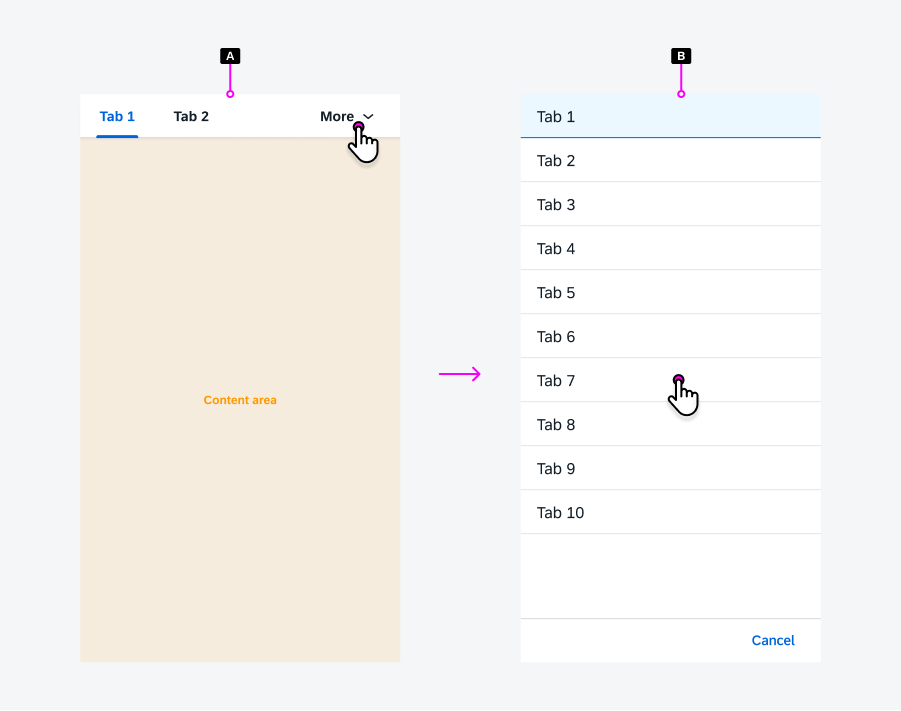 A
Tab 1 Tab 2 More
Content area
B
Tab 1
Tab 2
Tab 3
Tab 4
Tab 5
Tab 6
Tab 7
Tab 8
Tab 9
Tab 10
Cancel